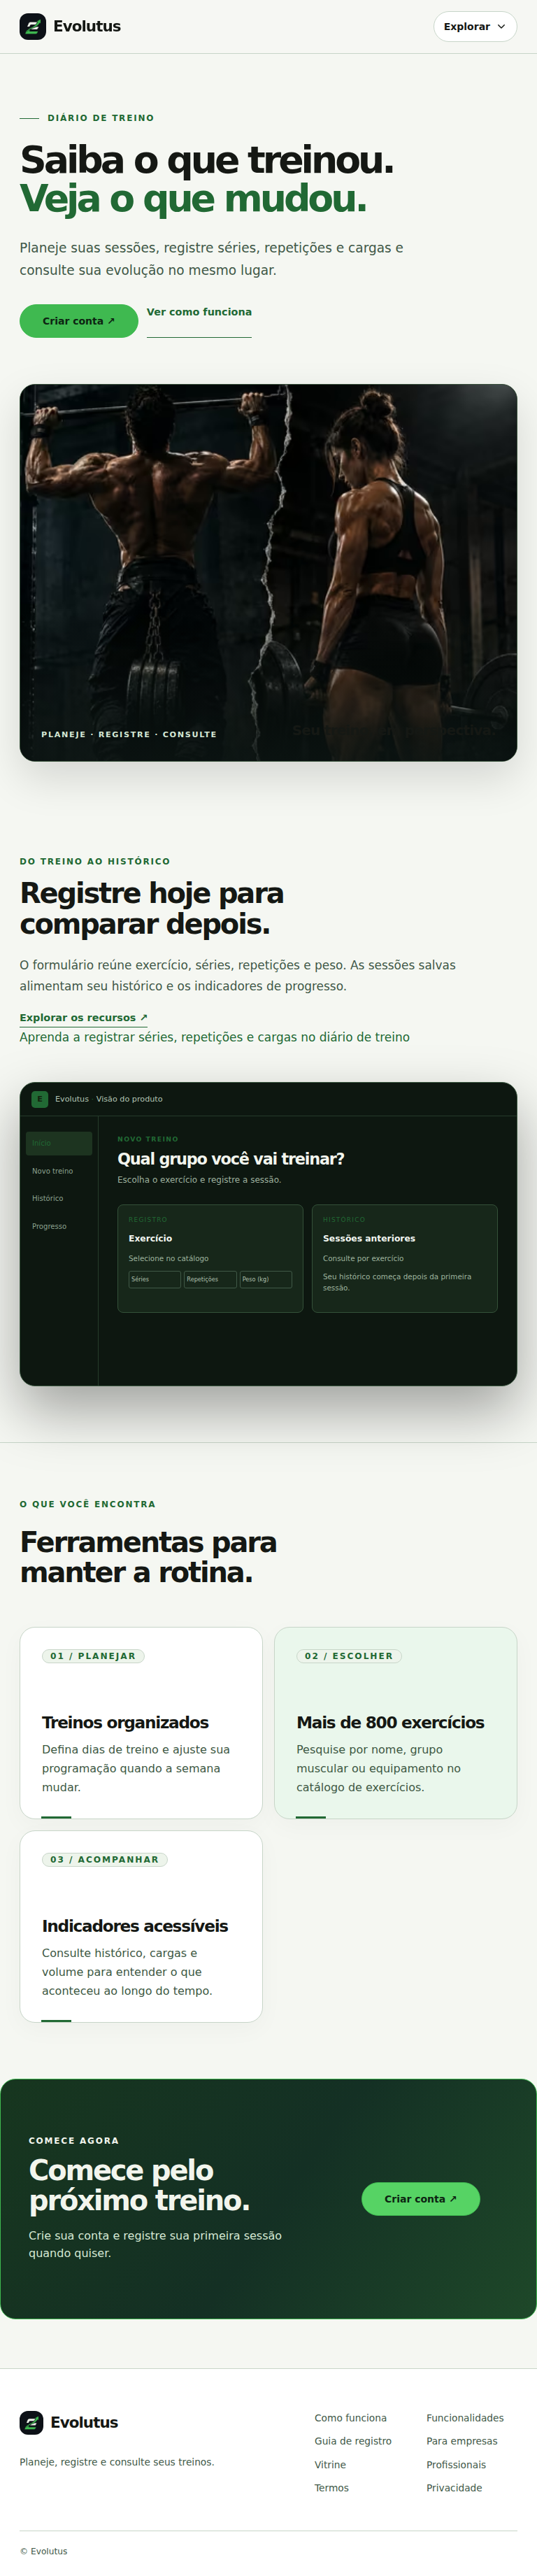 Evolutus
Explorar
DIÁRIO DE TREINO
Saiba o que treinou.
Veja o que mudou.
Planeje suas sessões, registre séries, repetições e cargas e
consulte sua evolução no mesmo lugar.
Criar conta ↗
Ver como funciona
PLANEJE · REGISTRE · CONSULTE
DO TREINO AO HISTÓRICO
Registre hoje para
comparar depois.
O formulário reúne exercício, séries, repetições e peso. As sessões salvas
alimentam seu histórico e os indicadores de progresso.
Explorar os recursos ↗
Aprenda a registrar séries, repetições e cargas no diário de treino
E
Evolutus · Visão do produto
Início
Novo treino
Histórico
Progresso
NOVO TREINO
Qual grupo você vai treinar?
Escolha o exercício e registre a sessão.
REGISTRO
Exercício
Selecione no catálogo
Séries
Repetições
Peso (kg)
HISTÓRICO
Sessões anteriores
Consulte por exercício
Seu histórico começa depois da primeira
sessão.
O QUE VOCÊ ENCONTRA
Ferramentas para
manter a rotina.
01 / PLANEJAR
Treinos organizados
Defina dias de treino e ajuste sua
programação quando a semana
mudar.
02 / ESCOLHER
Mais de 800 exercícios
Pesquise por nome, grupo
muscular ou equipamento no
catálogo de exercícios.
03 / ACOMPANHAR
Indicadores acessíveis
Consulte histórico, cargas e
volume para entender o que
aconteceu ao longo do tempo.
COMECE AGORA
Comece pelo
próximo treino.
Crie sua conta e registre sua primeira sessão
quando quiser.
Criar conta ↗
Evolutus
Planeje, registre e consulte seus treinos.
Como funciona
Funcionalidades
Guia de registro
Para empresas
Vitrine
Profissionais
Termos
Privacidade
© Evolutus